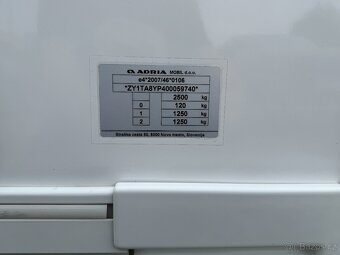 ADRIA MOBIL d.o.o.
e4*2007/46*0106
*ZY1TA8YP400059740*
2500 kg
0 120 kg
1 1250 kg
2 1250 kg
Straška cesta 50, 8000 Novo mesto, Slovenija